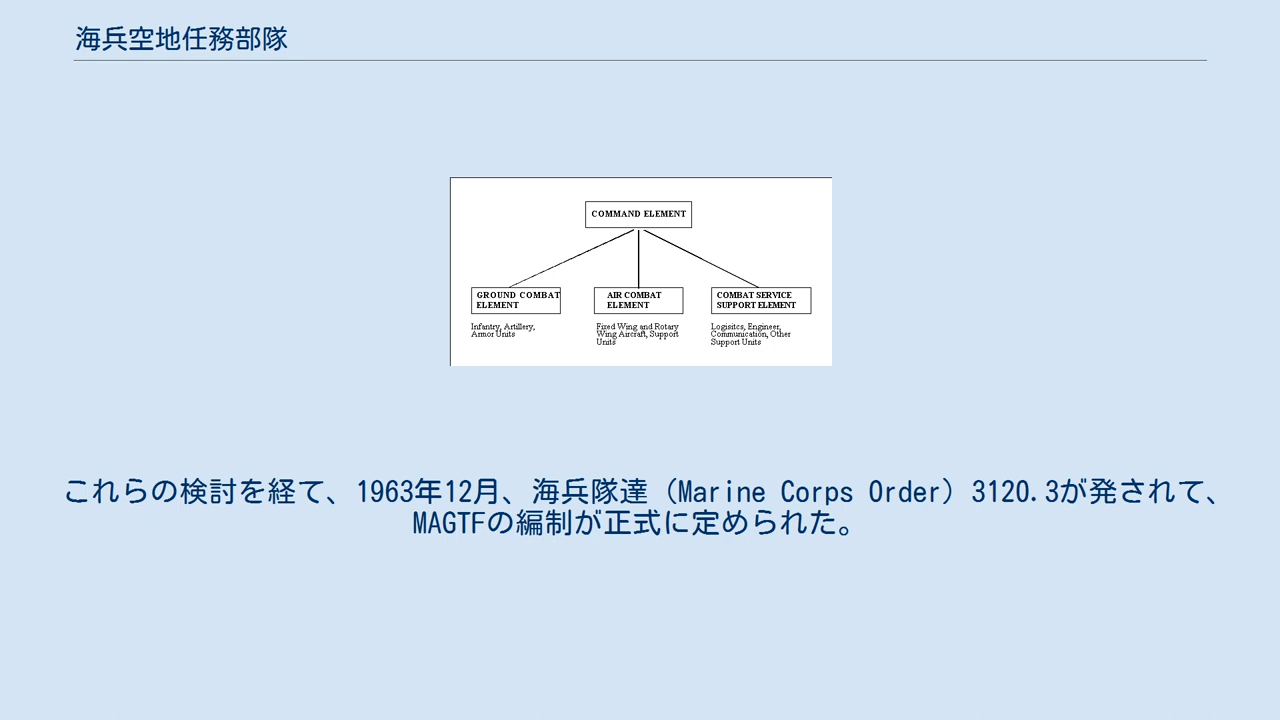 海兵空地任務部隊
COMMAND ELEMENT
GROUND COMBAT
ELEMENT
Infantry, Artillery,
Armor Units
AIR COMBAT
ELEMENT
Fixed Wing and Rotary
Wing Aircraft, Support
Units
COMBAT SERVICE
SUPPORT ELEMENT
Logisitcs, Engineer,
Communication, Other
Support Units
これらの検討を経て、1963年12月、海兵隊達（Marine Corps Order）3120.3が発されて、
MAGTFの編制が正式に定められた。